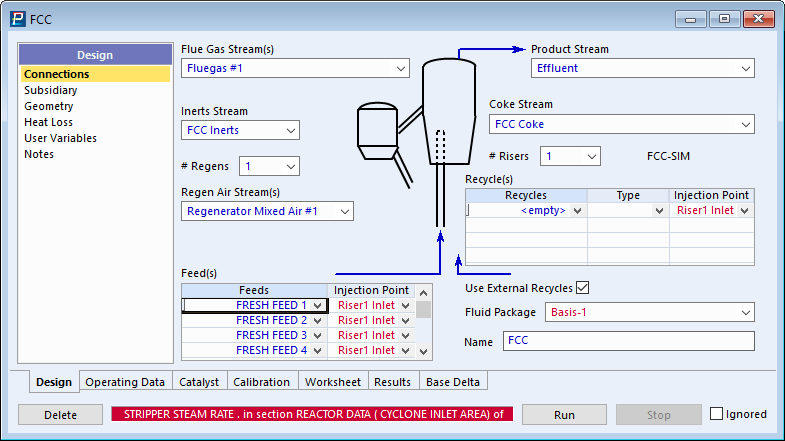 FCC
Design
Connections
Subsidiary
Geometry
Heat Loss
User Variables
Notes
Flue Gas Stream(s)
Fluegas #1
Product Stream
Effluent
Inerts Stream
FCC Inerts
Coke Stream
FCC Coke
# Regens 1
# Risers 1 FCC-SIM
Regen Air Stream(s)
Regenerator Mixed Air #1
Recycle(s)
Recycles Type Injection Point
<empty> Riser1 Inlet
Feed(s)
Feeds Injection Point
FRESH FEED 1 Riser1 Inlet
FRESH FEED 2 Riser1 Inlet
FRESH FEED 3 Riser1 Inlet
FRESH FEED 4 Riser1 Inlet
Use External Recycles
Fluid Package Basis-1
Name FCC
Design Operating Data Catalyst Calibration Worksheet Results Base Delta
Delete STRIPPER STEAM RATE . in section REACTOR DATA ( CYCLONE INLET AREA) of Run Stop Ignored